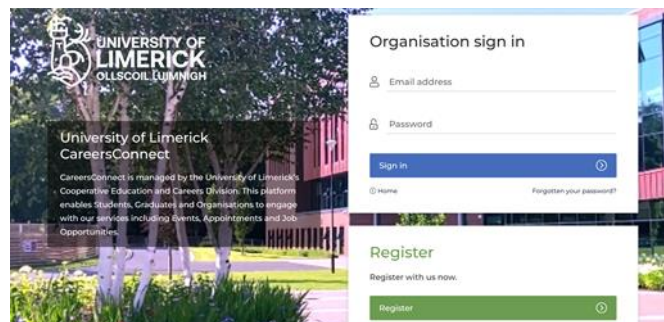 UNIVERSITY OF
LIMERICK
OLLSCOIL LUIMNIGH
University of Limerick
CareersConnect
CareersConnect is managed by the University of Limerick's
Cooperative Education and Careers Division. This platform
enables Students, Graduates and Organisations to engage
with our services including Events, Appointments and Job
Opportunities.
Organisation sign in
Email address
Password
Sign in
Home
Forgotten your password?
Register
Register with us now.
Register